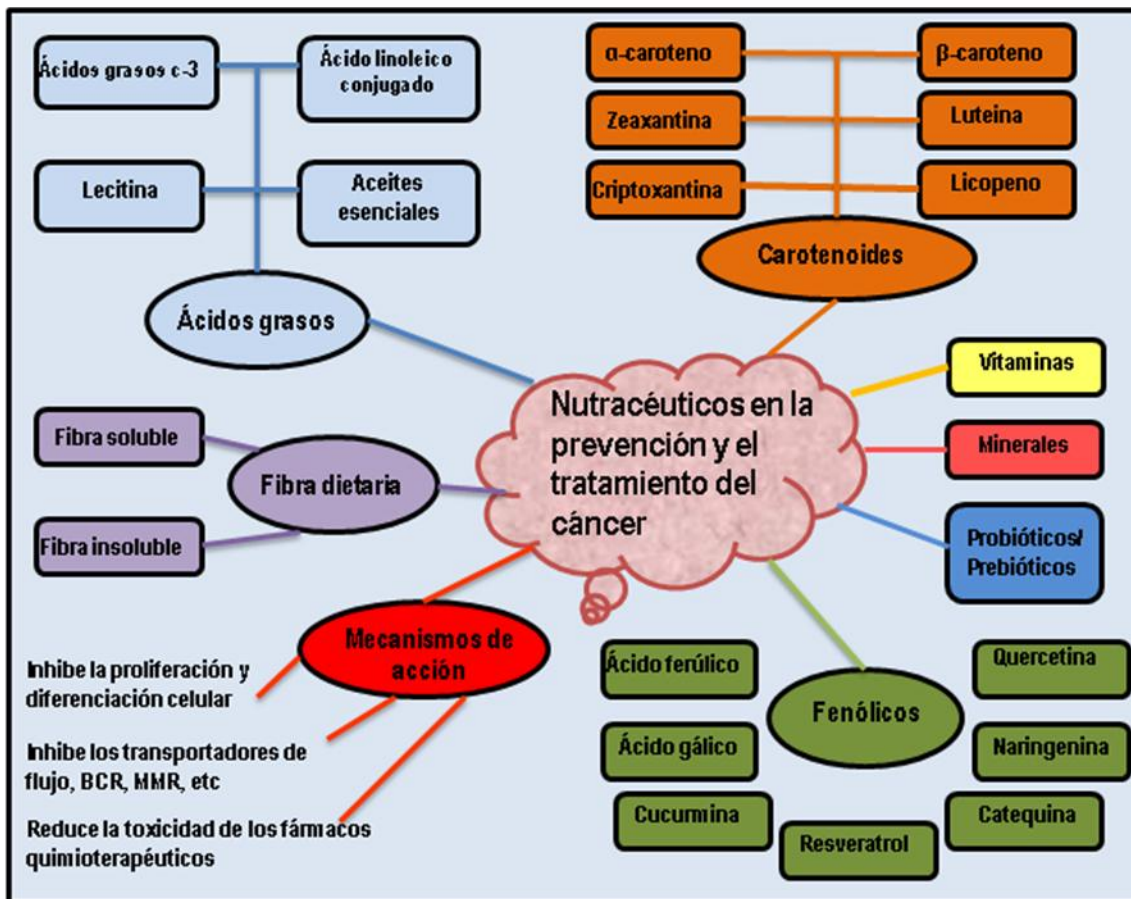 Ácidos grasos c-3
Ácido linoleico
conjugado
Lecitina
Aceites
esenciales
Ácidos grasos
α-caroteno
β-caroteno
Zeaxantina
Luteina
Criptoxantina
Licopeno
Carotenoides
Nutracéuticos en la
prevención y el
tratamiento del
cáncer
Vitaminas
Minerales
Probióticos/
Prebióticos
Fibra soluble
Fibra dietaria
Fibra insoluble
Mecanismos de
acción
Inhibe la proliferación y
diferenciación celular
Inhibe los transportadores de
flujo, BCR, MMR, etc
Reduce la toxicidad de los fármacos
quimioterapéuticos
Fenólicos
Ácido ferúlico
Quercetina
Ácido gálico
Naringenina
Cucurmina
Catequina
Resveratrol